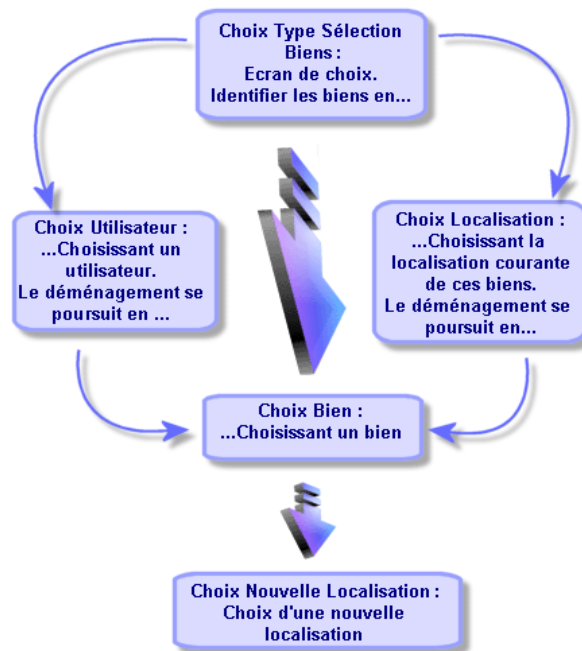 Choix Type Sélection
Biens :
Ecran de choix.
Identifier les biens en...
Choix Utilisateur :
...Choisissant un
utilisateur.
Le déménagement se
poursuit en ...
Choix Localisation :
...Choisissant la
localisation courante
de ces biens.
Le déménagement se
poursuit en...
Choix Bien :
...Choisissant un bien
Choix Nouvelle Localisation :
Choix d'une nouvelle
localisation